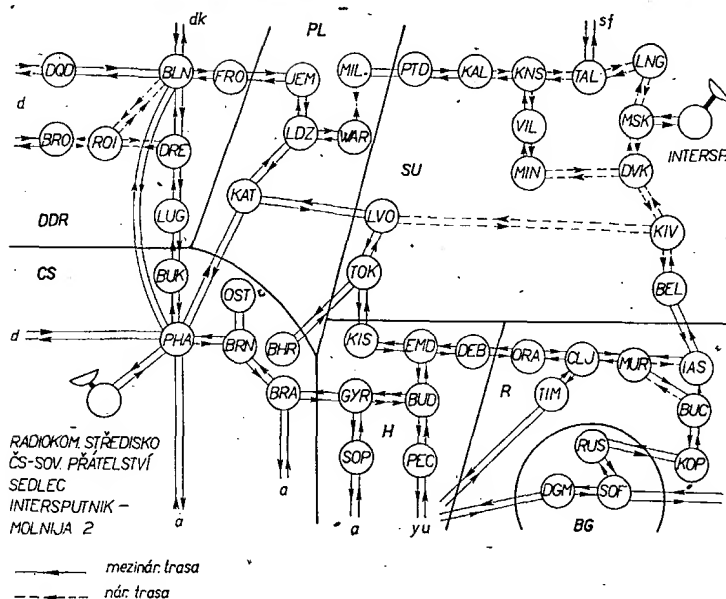 dk
PL
sf
DQD
BLN
FRO
JEM
MIL
PTD
KAL
KNS
TAL
LNG
d
BRO
ROI
DRE
LDZ
WAR
VIL
MSK
INTERSP.
SU
MIN
DVK
LUG
KAT
LVO
KIV
DDR
CS
BUK
OST
TOK
BEL
d
PHA
BRN
BHR
KIS
EMD
DEB
ORA
CLJ
MUR
IAS
R
BRA
GYR
BUD
TIM
BUC
H
RADIOKOM. STŘEDISKO
ČS-SOV. PŘÁTELSTVÍ
SEDLEC
INTERSPUTNIK –
MOLNIJA 2
SOP
PEC
RUS
KOP
DGM
SOF
BG
a
a
a
yu
mezinár. trasa
nár. trasa